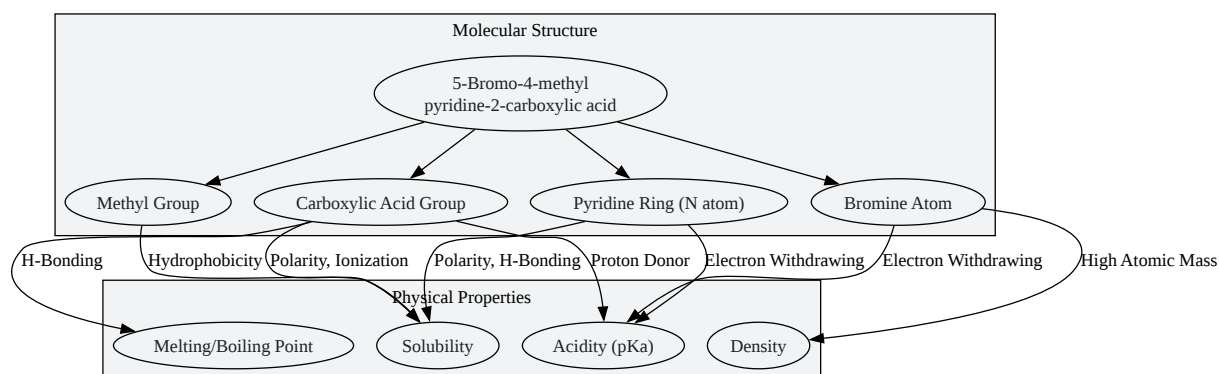 Molecular Structure
5-Bromo-4-methyl
pyridine-2-carboxylic acid
Methyl Group
Carboxylic Acid Group
Pyridine Ring (N atom)
Bromine Atom
H-Bonding
Hydrophobicity
Polarity, Ionization
Polarity, H-Bonding
Proton Donor
Electron Withdrawing
Electron Withdrawing
High Atomic Mass
Physical Properties
Melting/Boiling Point
Solubility
Acidity (pKa)
Density